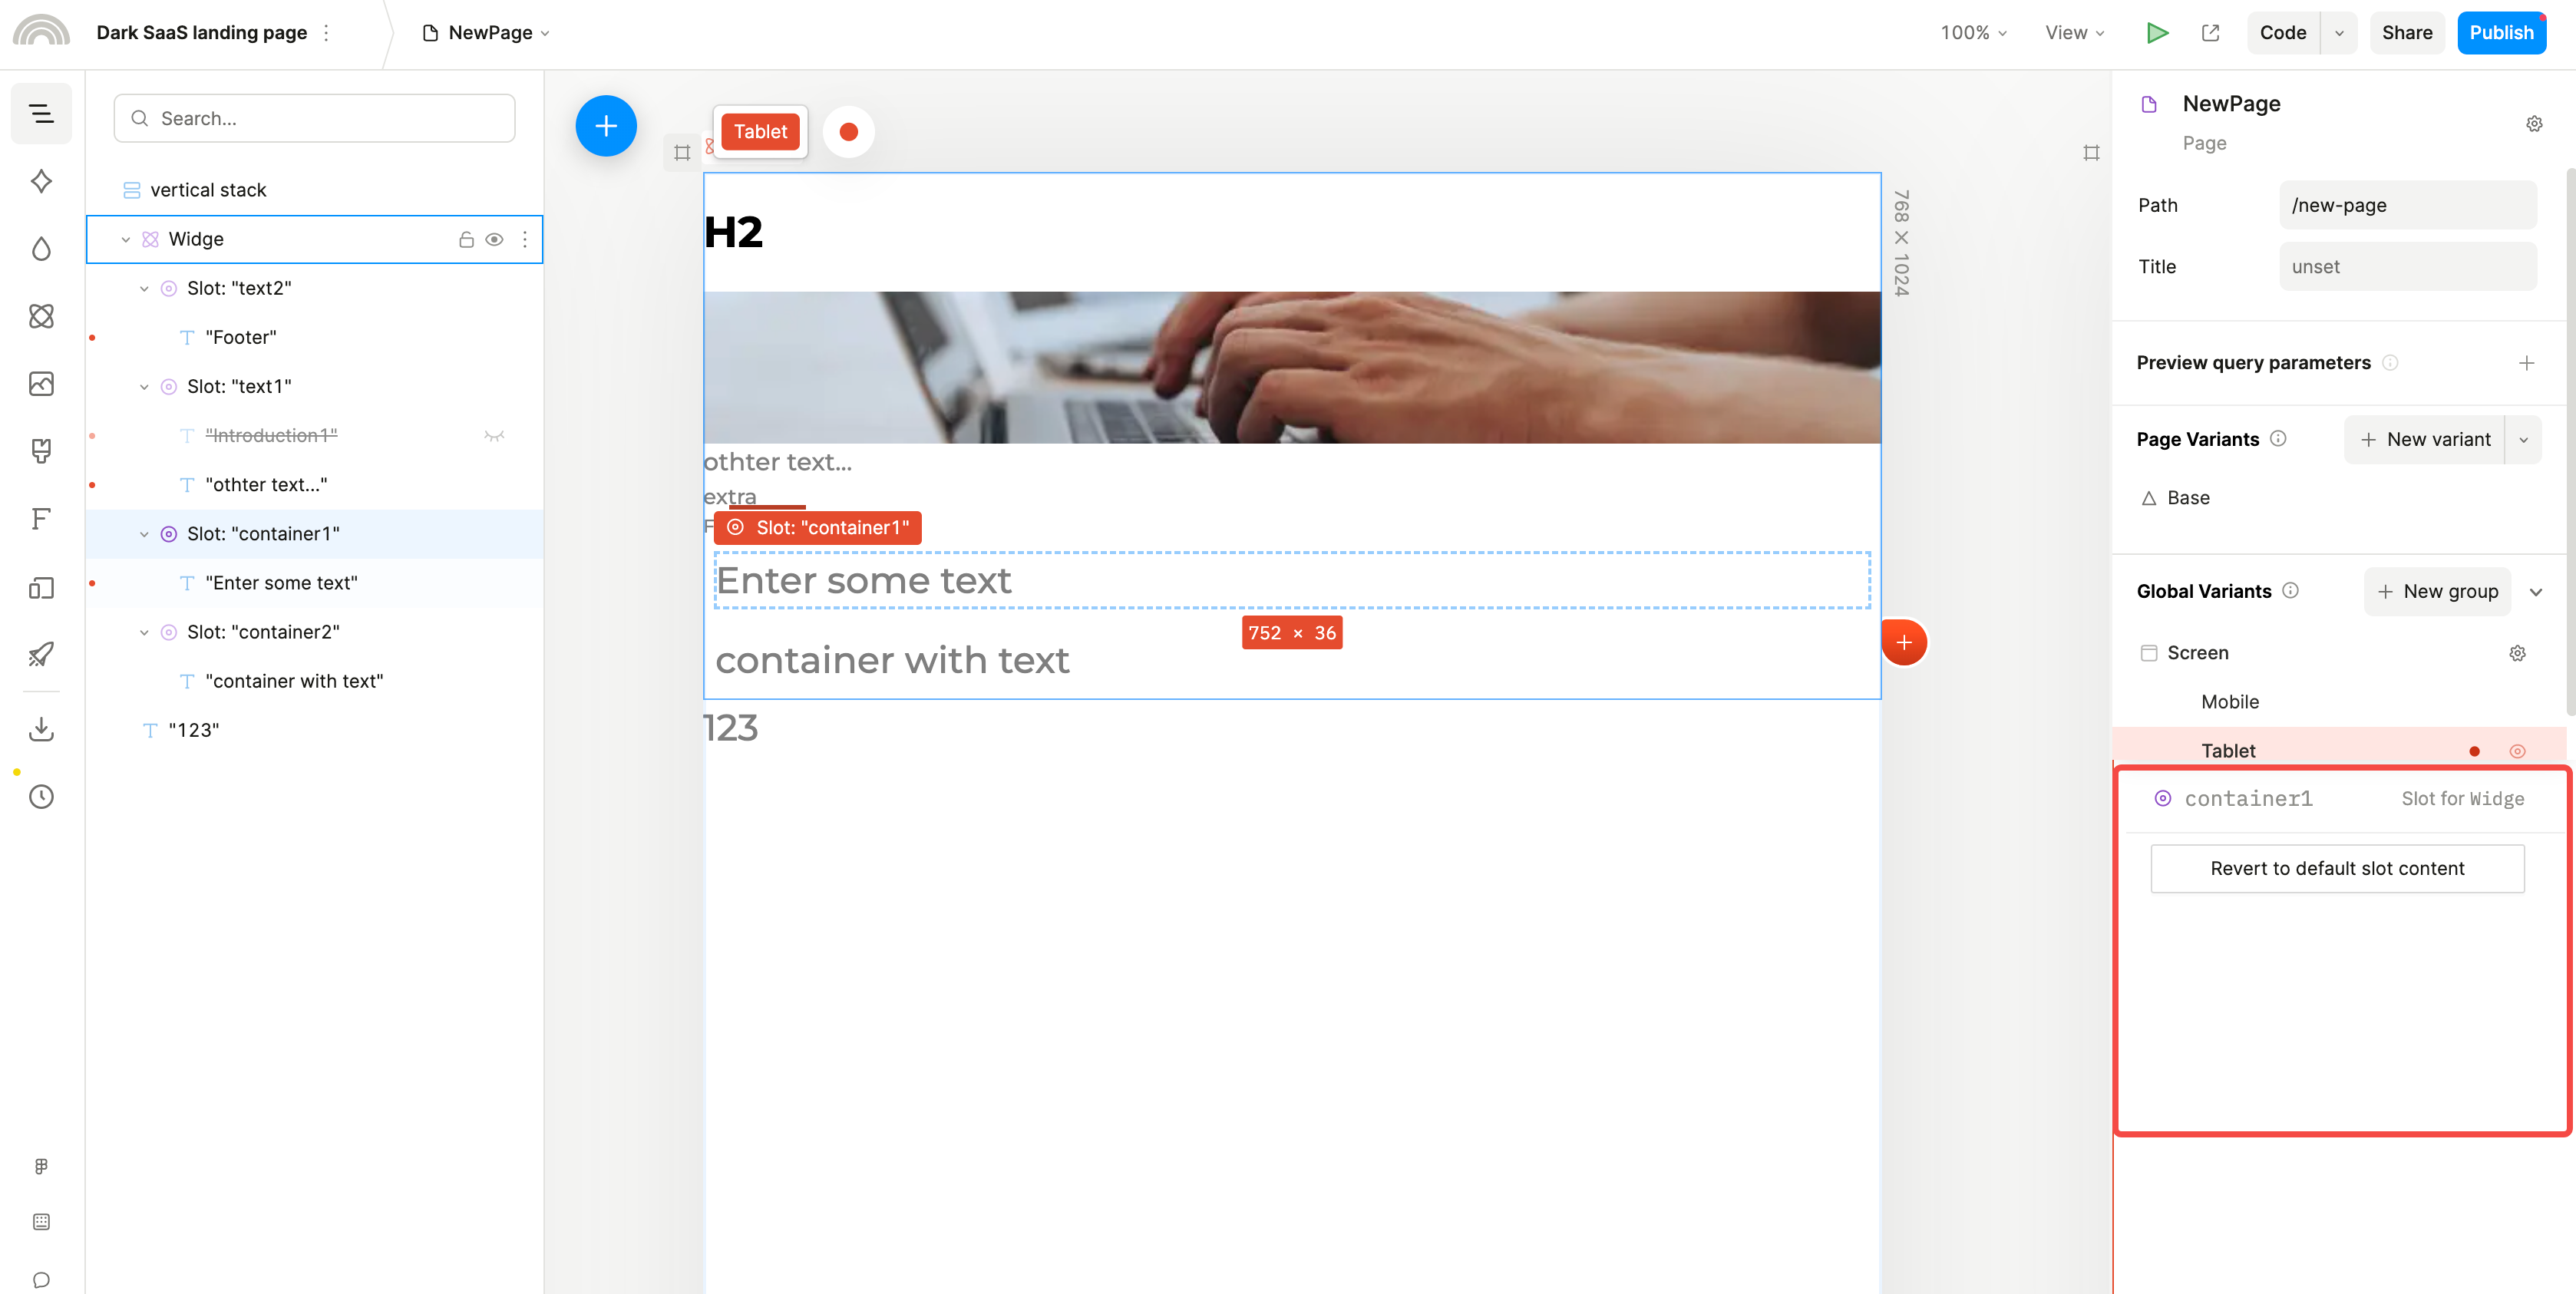 Dark SaaS landing page
NewPage
100%
View
Code
Share
Publish
Search...
vertical stack
Widge
Slot: "text2"
"Footer"
Slot: "text1"
"Introduction1"
"othter text..."
Slot: "container1"
"Enter some text"
Slot: "container2"
"container with text"
"123"
Tablet
768 × 1024
H2
othter text...
extra
F
Slot: "container1"
Enter some text
752 × 36
container with text
123
NewPage
Page
Path
/new-page
Title
unset
Preview query parameters
Page Variants
New variant
Base
Global Variants
New group
Screen
Mobile
Tablet
container1
Slot for Widge
Revert to default slot content